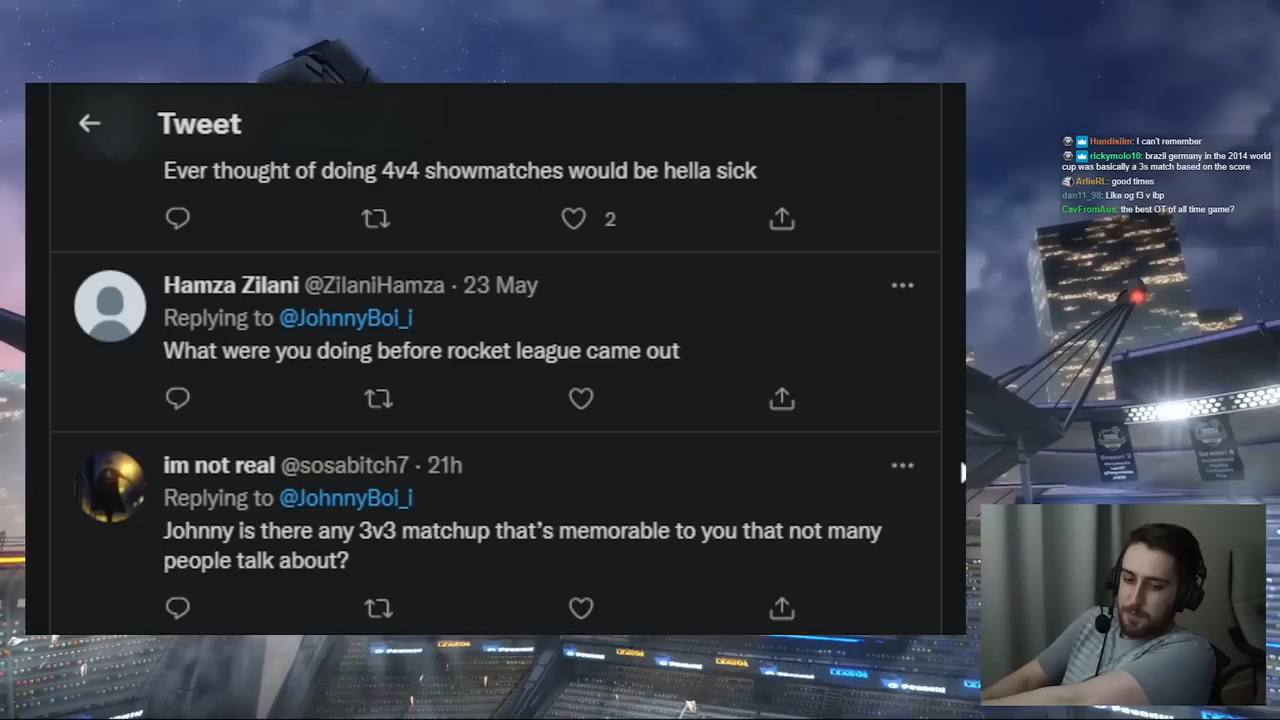 Tweet
Ever thought of doing 4v4 showmatches would be hella sick
2
Hamza Zilani @ZilaniHamza · 23 May
Replying to @JohnnyBoi_i
What were you doing before rocket league came out
im not real @sosabitch7 · 21h
Replying to @JohnnyBoi_i
Johnny is there any 3v3 matchup that's memorable to you that not many
people talk about?
Hundisilm: I can't remember
rickymolo10: brazil germany in the 2014 world
cup was basically a 3s match based on the score
ArlieRL: good times
dan11_98: Like og f3 v ibp
CavFromAus: the best OT of all time game?
Season 2
Season 4